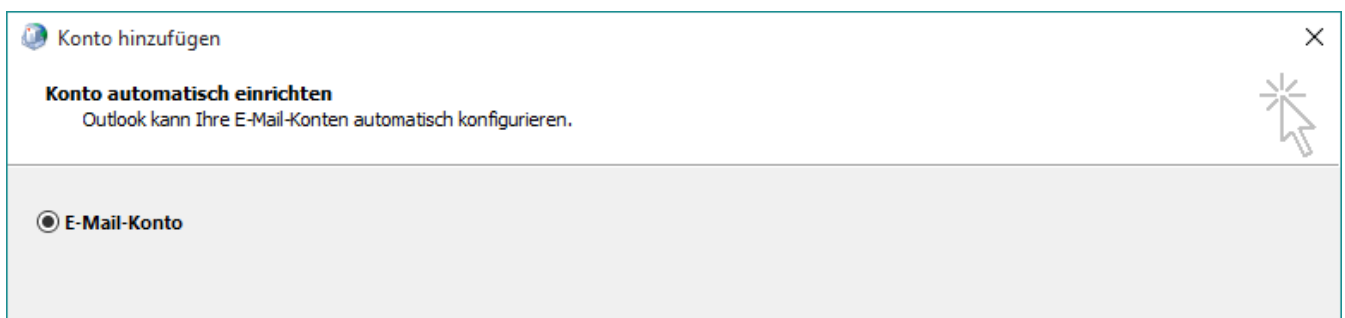 Konto hinzufügen
Konto automatisch einrichten
Outlook kann Ihre E-Mail-Konten automatisch konfigurieren.
E-Mail-Konto